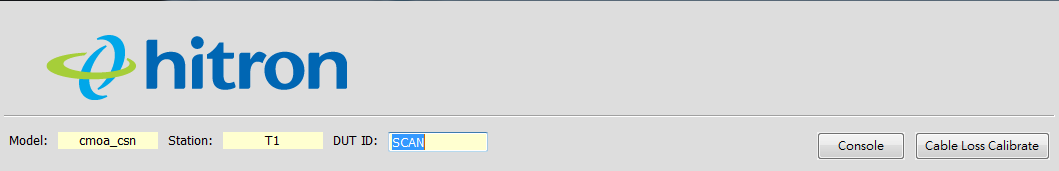 hitron
Model: cmoa_csn Station: T1 DUT ID: SCAN Console Cable Loss Calibrate